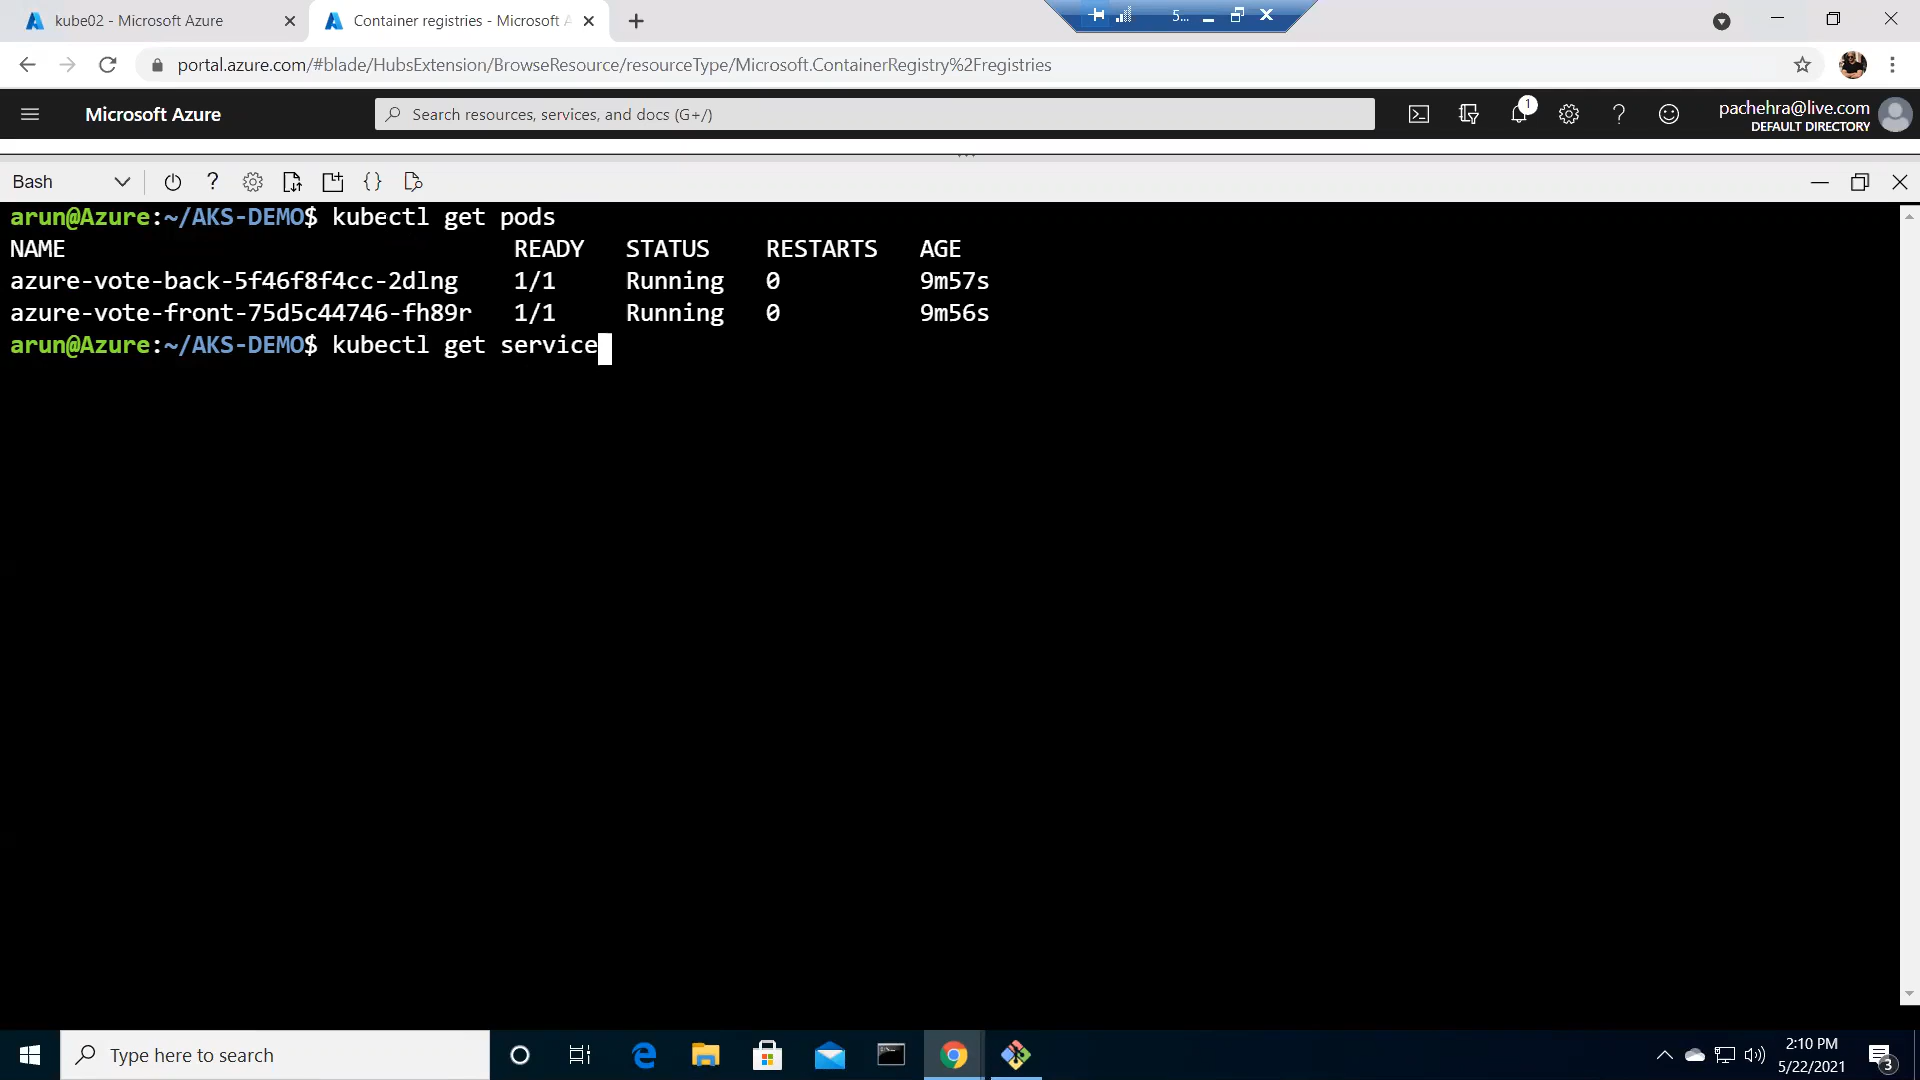 kube02 - Microsoft Azure
Container registries - Microsoft A
5...
portal.azure.com/#blade/HubsExtension/BrowseResource/resourceType/Microsoft.ContainerRegistry%2Fregistries
Microsoft Azure
Search resources, services, and docs (G+/)
1
pachehra@live.com
DEFAULT DIRECTORY
Bash
arun@Azure:~/AKS-DEMO$ kubectl get pods
NAME READY STATUS RESTARTS AGE
azure-vote-back-5f46f8f4cc-2dlng 1/1 Running 0 9m57s
azure-vote-front-75d5c44746-fh89r 1/1 Running 0 9m56s
arun@Azure:~/AKS-DEMO$ kubectl get service
Type here to search
2:10 PM
5/22/2021
3